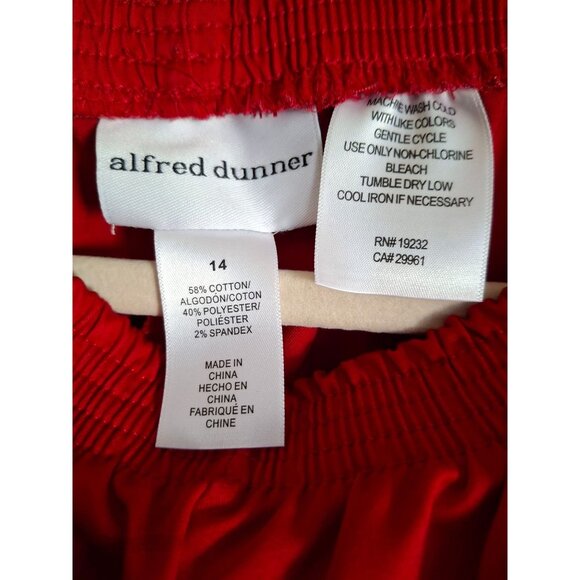 alfred dunner
14
58% COTTON/
ALGODÓN/COTON
40% POLYESTER/
POLIÉSTER
2% SPANDEX
MADE IN
CHINA
HECHO EN
CHINA
FABRIQUÉ EN
CHINE
MACHINE WASH COLD
WITH LIKE COLORS
GENTLE CYCLE
USE ONLY NON-CHLORINE
BLEACH
TUMBLE DRY LOW
COOL IRON IF NECESSARY
RN# 19232
CA# 29961